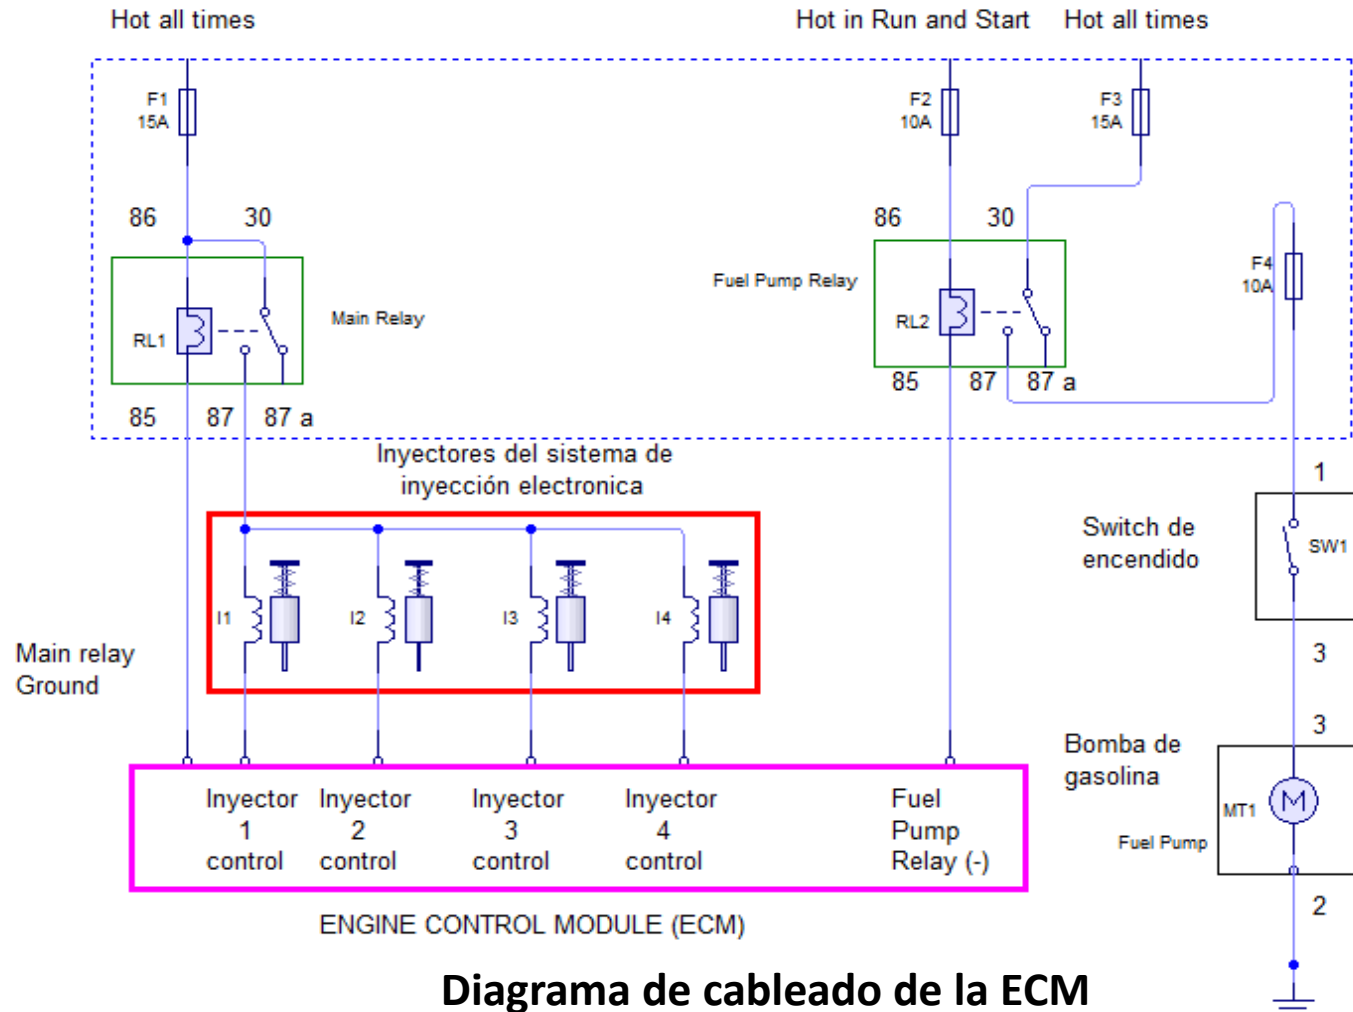 Hot all times
Hot in Run and Start
Hot all times
F1
15A
F2
10A
F3
15A
86
30
86
30
F4
10A
Fuel Pump Relay
Main Relay
RL1
RL2
85
87
87 a
85
87
87 a
Inyectores del sistema de
inyección electronica
1
Switch de
encendido
SW1
I1
I2
I3
I4
Main relay
Ground
3
3
Bomba de
gasolina
MT1
M
Fuel Pump
2
Inyector
1
control
Inyector
2
control
Inyector
3
control
Inyector
4
control
Fuel
Pump
Relay (-)
ENGINE CONTROL MODULE (ECM)
Diagrama de cableado de la ECM